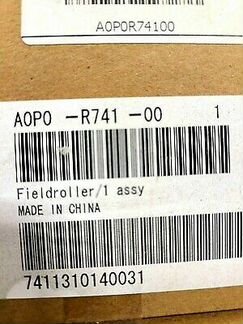 A0P0R74100
A0P0 -R741 -00 1
Fieldroller/1 assy
MADE IN CHINA
7411310140031